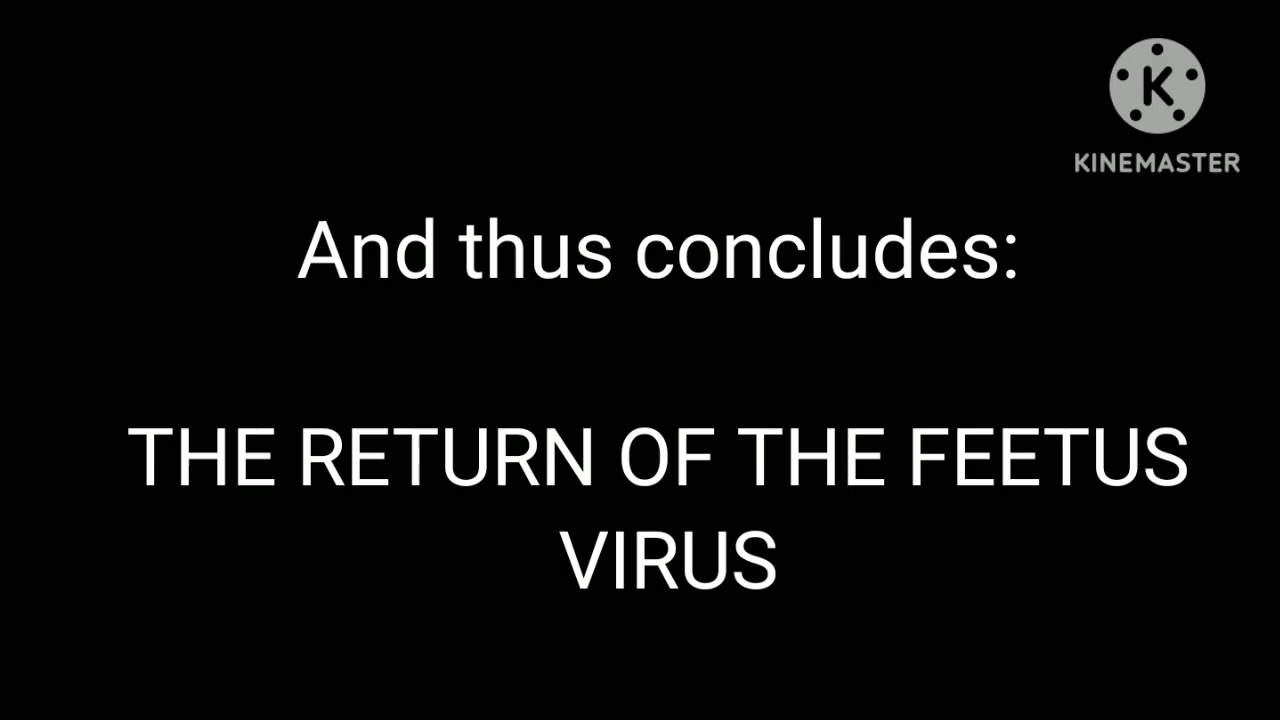 K
KINEMASTER
And thus concludes:
THE RETURN OF THE FEETUS
VIRUS